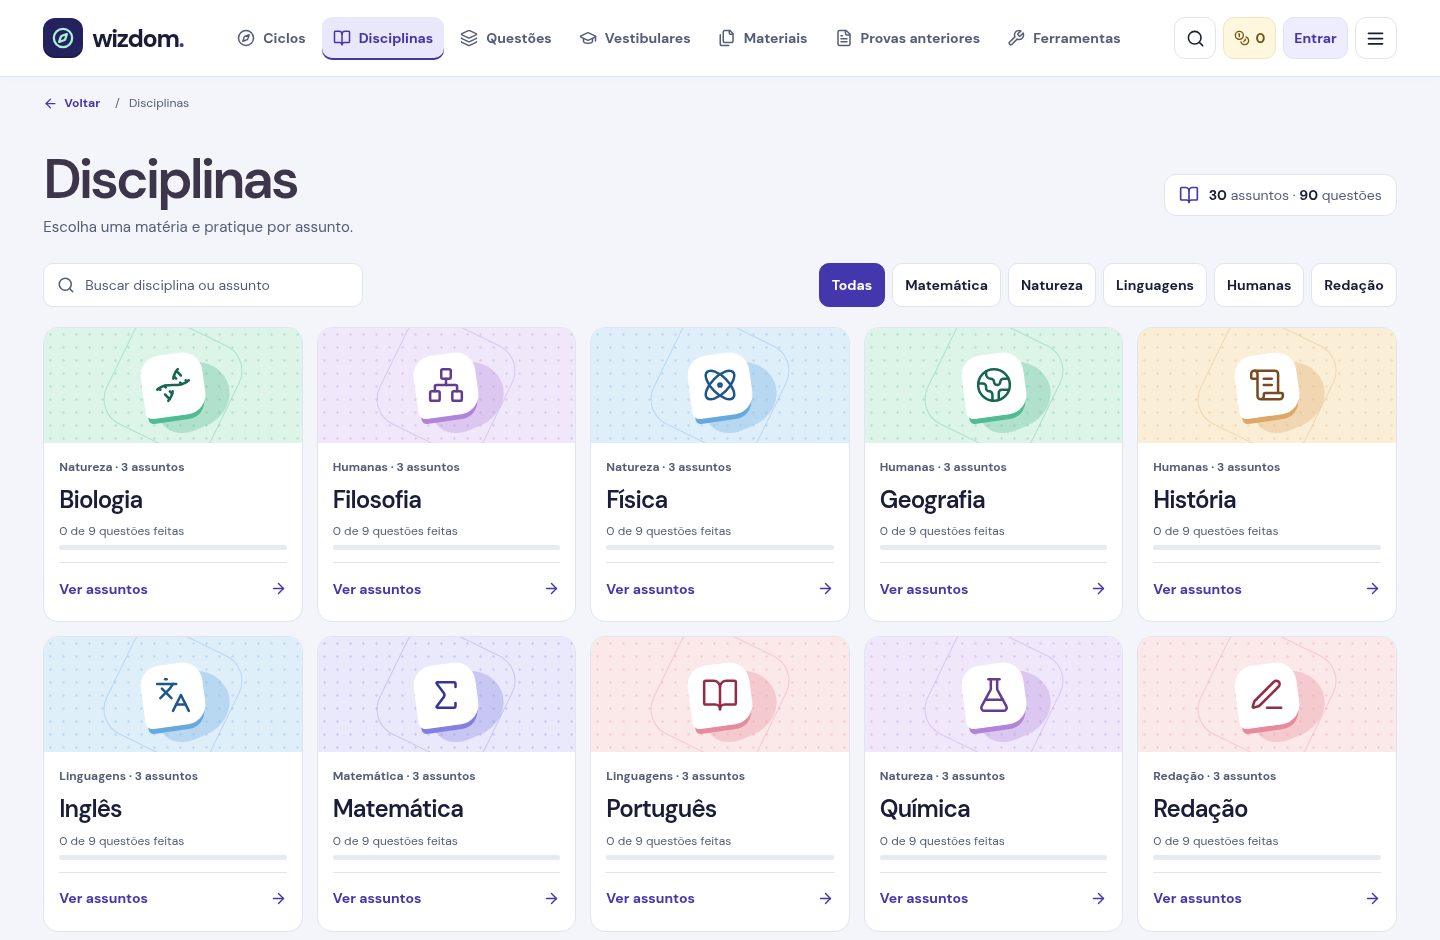 wizdom.
Ciclos
Disciplinas
Questões
Vestibulares
Materiais
Provas anteriores
Ferramentas
0
Entrar
Voltar / Disciplinas
Disciplinas
30 assuntos · 90 questões
Escolha uma matéria e pratique por assunto.
Buscar disciplina ou assunto
Todas
Matemática
Natureza
Linguagens
Humanas
Redação
Natureza · 3 assuntos
Biologia
0 de 9 questões feitas
Ver assuntos
Humanas · 3 assuntos
Filosofia
0 de 9 questões feitas
Ver assuntos
Natureza · 3 assuntos
Física
0 de 9 questões feitas
Ver assuntos
Humanas · 3 assuntos
Geografia
0 de 9 questões feitas
Ver assuntos
Humanas · 3 assuntos
História
0 de 9 questões feitas
Ver assuntos
Linguagens · 3 assuntos
Inglês
0 de 9 questões feitas
Ver assuntos
Matemática · 3 assuntos
Matemática
0 de 9 questões feitas
Ver assuntos
Linguagens · 3 assuntos
Português
0 de 9 questões feitas
Ver assuntos
Natureza · 3 assuntos
Química
0 de 9 questões feitas
Ver assuntos
Redação · 3 assuntos
Redação
0 de 9 questões feitas
Ver assuntos